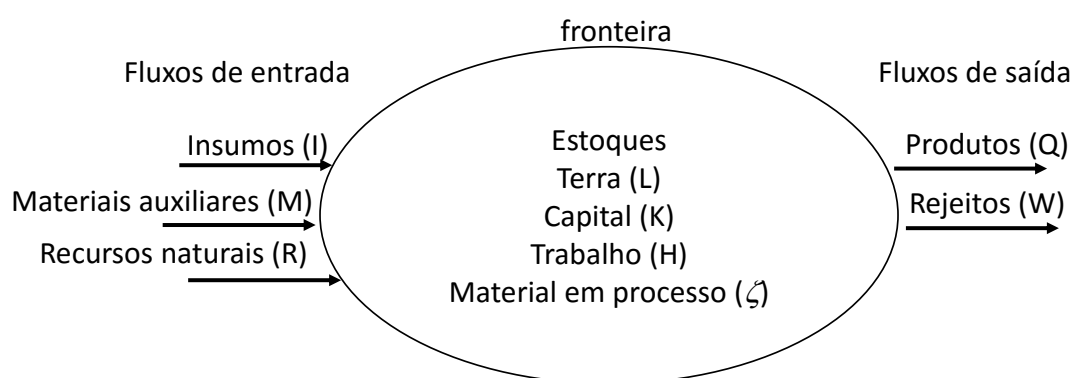 fronteira
Fluxos de entrada
Fluxos de saída
Insumos (I)
Materiais auxiliares (M)
Recursos naturais (R)
Estoques
Terra (L)
Capital (K)
Trabalho (H)
Material em processo (ζ)
Produtos (Q)
Rejeitos (W)